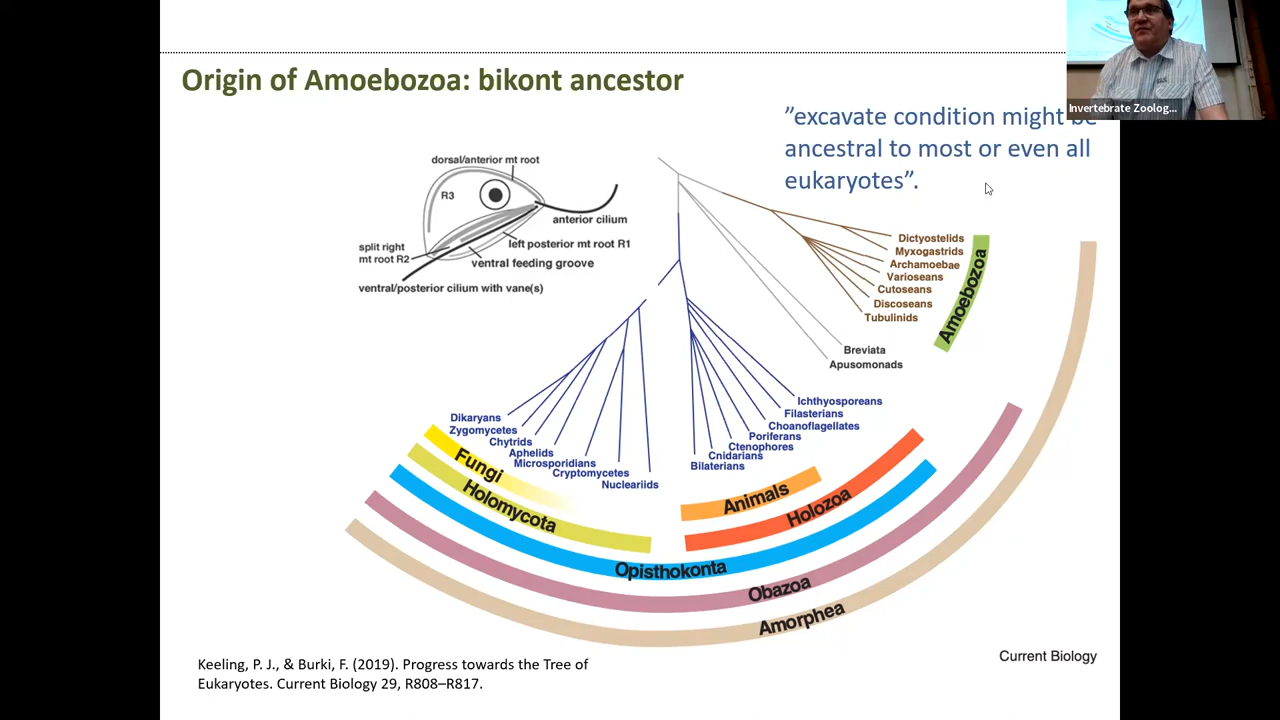 Origin of Amoebozoa: bikont ancestor
”excavate condition might be
ancestral to most or even all
eukaryotes”.
Invertebrate Zoolog...
dorsal/anterior mt root
R3
anterior cilium
split right
mt root R2
left posterior mt root R1
ventral feeding groove
ventral/posterior cilium with vane(s)
Dictyostelids
Myxogastrids
Archamoebae
Varioseans
Cutoseans
Discoseans
Tubulinids
Amoebozoa
Breviata
Apusomonads
Ichthyosporeans
Filasterians
Choanoflagellates
Poriferans
Ctenophores
Cnidarians
Bilaterians
Dikaryans
Zygomycetes
Chytrids
Aphelids
Microsporidians
Cryptomycetes
Nucleariids
Fungi
Holomycota
Animals
Holozoa
Opisthokonta
Obazoa
Amorphea
Current Biology
Keeling, P. J., & Burki, F. (2019). Progress towards the Tree of
Eukaryotes. Current Biology 29, R808–R817.